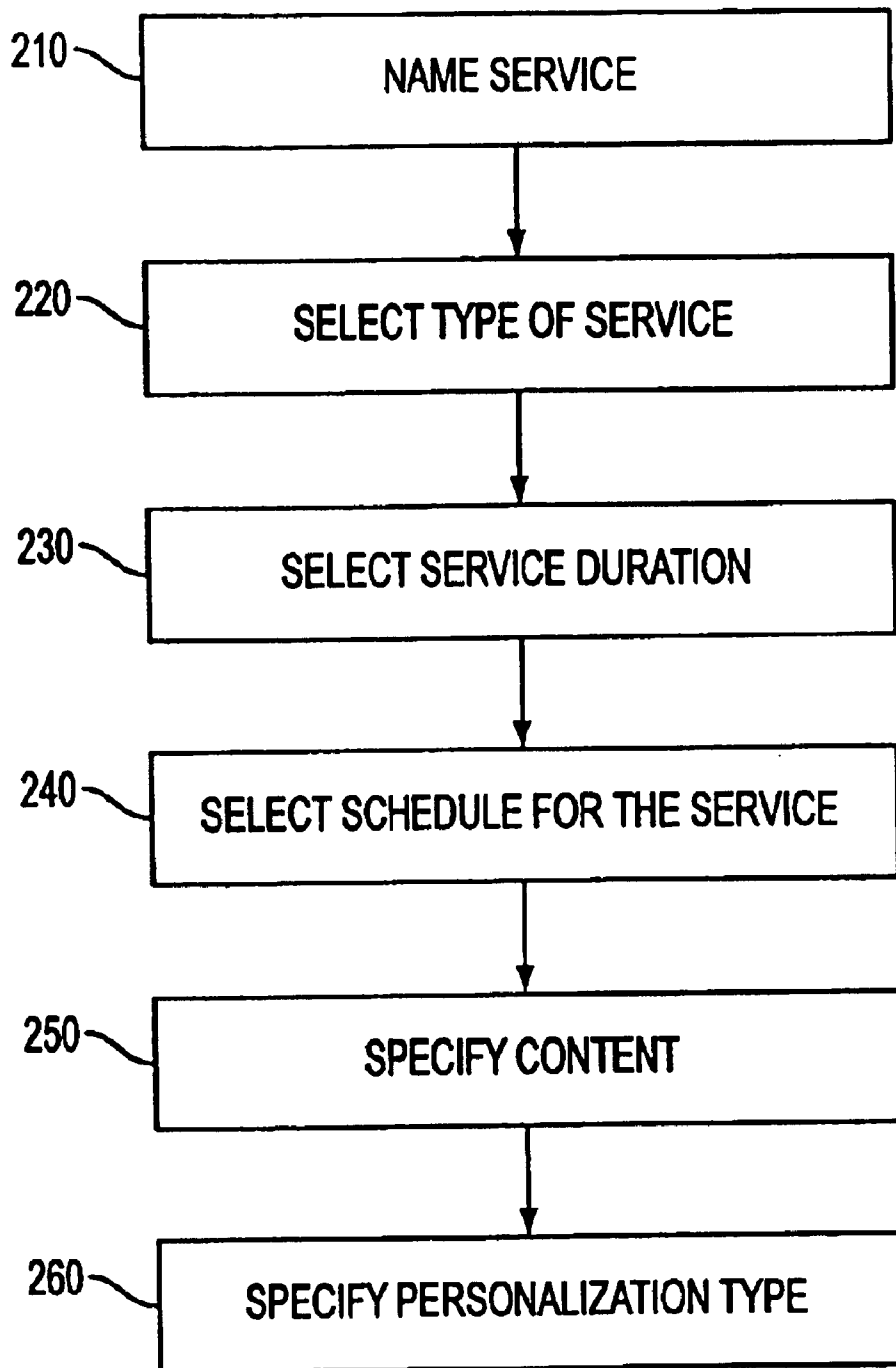 210
NAME SERVICE
220
SELECT TYPE OF SERVICE
230
SELECT SERVICE DURATION
240
SELECT SCHEDULE FOR THE SERVICE
250
SPECIFY CONTENT
260
SPECIFY PERSONALIZATION TYPE